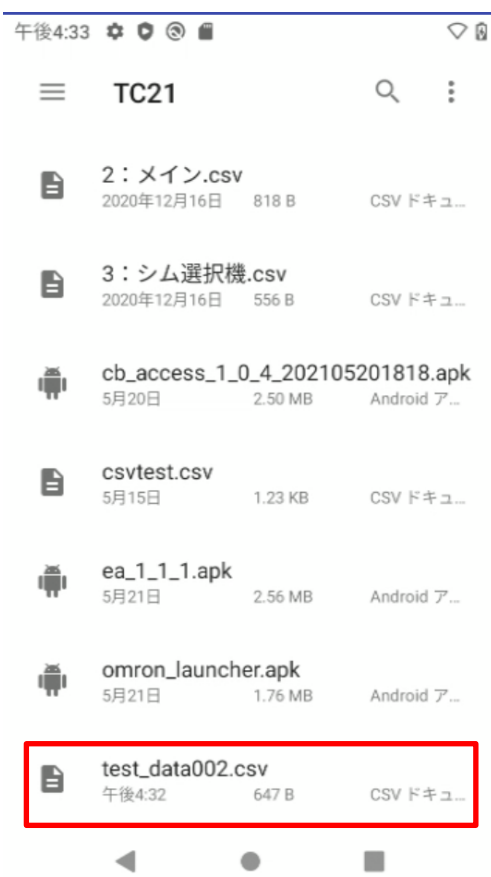 午後4:33
TC21
2：メイン.csv
2020年12月16日 818 B CSV ドキュ...
3：シム選択機.csv
2020年12月16日 556 B CSV ドキュ...
cb_access_1_0_4_202105201818.apk
5月20日 2.50 MB Android ア...
csvtest.csv
5月15日 1.23 KB CSV ドキュ...
ea_1_1_1.apk
5月21日 2.56 MB Android ア...
omron_launcher.apk
5月21日 1.76 MB Android ア...
test_data002.csv
午後4:32 647 B CSV ドキュ...